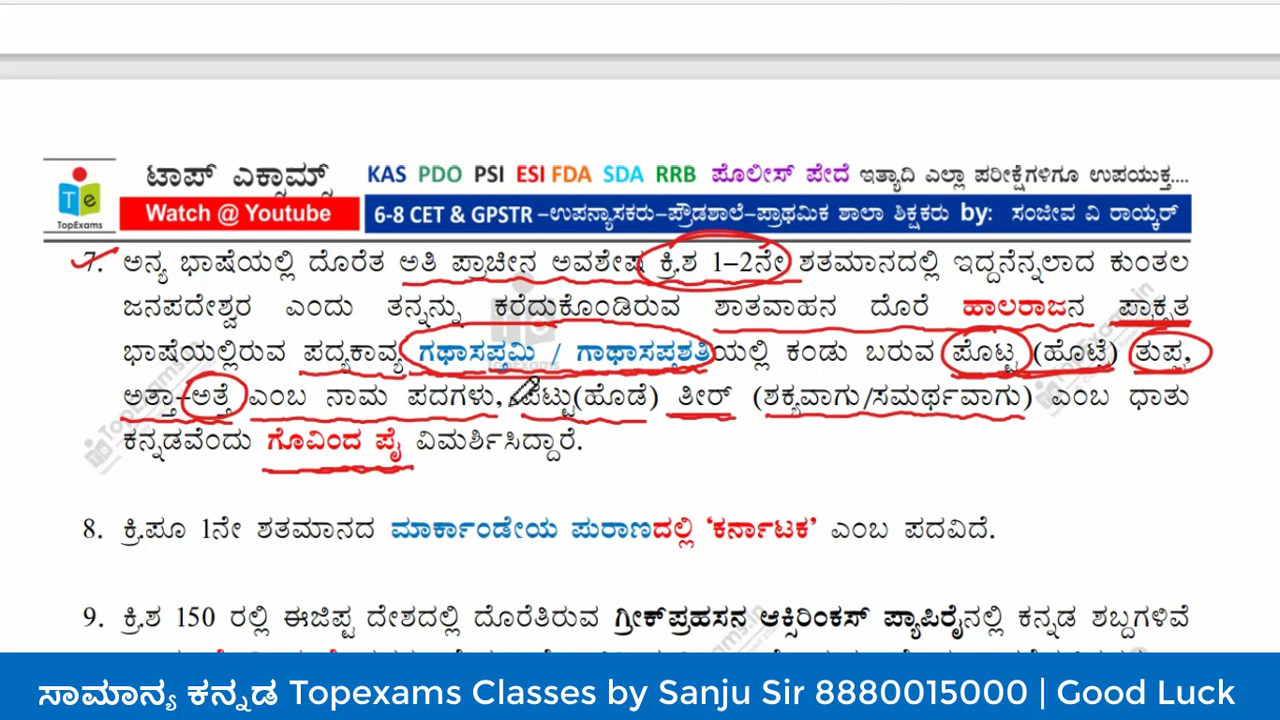 ಟಾಪ್ ಎಕ್ಸಾಮ್ಸ್ KAS PDO PSI ESI FDA SDA RRB ಪೊಲೀಸ್ ಪೇದೆ ಇತ್ಯಾದಿ ಎಲ್ಲಾ ಪರೀಕ್ಷೆಗಳಿಗೂ ಉಪಯುಕ್ತ....
Te
TopExams
Watch @ Youtube 6-8 CET & GPSTR –ಉಪನ್ಯಾಸಕರು–ಪ್ರೌಢಶಾಲೆ–ಪ್ರಾಥಮಿಕ ಶಾಲಾ ಶಿಕ್ಷಕರು by: ಸಂಜೀವ ವಿ ರಾಯ್ಕರ್
7. ಅನ್ಯ ಭಾಷೆಯಲ್ಲಿ ದೊರೆತ ಅತಿ ಪ್ರಾಚೀನ ಅವಶೇಷ ಕ್ರಿ.ಶ 1–2ನೇ ಶತಮಾನದಲ್ಲಿ ಇದ್ದನೆನ್ನಲಾದ ಕುಂತಲ
ಜನಪದೇಶ್ವರ ಎಂದು ತನ್ನನ್ನು ಕರೆದುಕೊಂಡಿರುವ ಶಾತವಾಹನ ದೊರೆ ಹಾಲರಾಜನ ಪ್ರಾಕೃತ
ಭಾಷೆಯಲ್ಲಿರುವ ಪದ್ಯಕಾವ್ಯ ಗಥಾಸಪ್ತಮಿ / ಗಾಥಾಸಪ್ತಶತಿಯಲ್ಲಿ ಕಂಡು ಬರುವ ಪೊಟ್ಟ (ಹೊಟ್ಟೆ) ತುಪ್ಪ,
ಅತ್ತಾ–ಅತ್ತೆ ಎಂಬ ನಾಮ ಪದಗಳು, ಪೆಟ್ಟು(ಹೊಡೆ) ತೀರ್ (ಶಕ್ಯವಾಗು/ಸಮರ್ಥವಾಗು) ಎಂಬ ಧಾತು
ಕನ್ನಡವೆಂದು ಗೊವಿಂದ ಪೈ ವಿಮರ್ಶಿಸಿದ್ದಾರೆ.
8. ಕ್ರಿ.ಪೂ 1ನೇ ಶತಮಾನದ ಮಾರ್ಕಾಂಡೇಯ ಪುರಾಣದಲ್ಲಿ ‘ಕರ್ನಾಟಕ’ ಎಂಬ ಪದವಿದೆ.
9. ಕ್ರಿ.ಶ 150 ರಲ್ಲಿ ಈಜಿಪ್ಟ ದೇಶದಲ್ಲಿ ದೊರೆತಿರುವ ಗ್ರೀಕ್‌ಪ್ರಹಸನ ಆಕ್ಸಿರಿಂಕಸ್ ಪ್ಯಾಪಿರೈನಲ್ಲಿ ಕನ್ನಡ ಶಬ್ದಗಳಿವೆ
ಸಾಮಾನ್ಯ ಕನ್ನಡ Topexams Classes by Sanju Sir 8880015000 | Good Luck